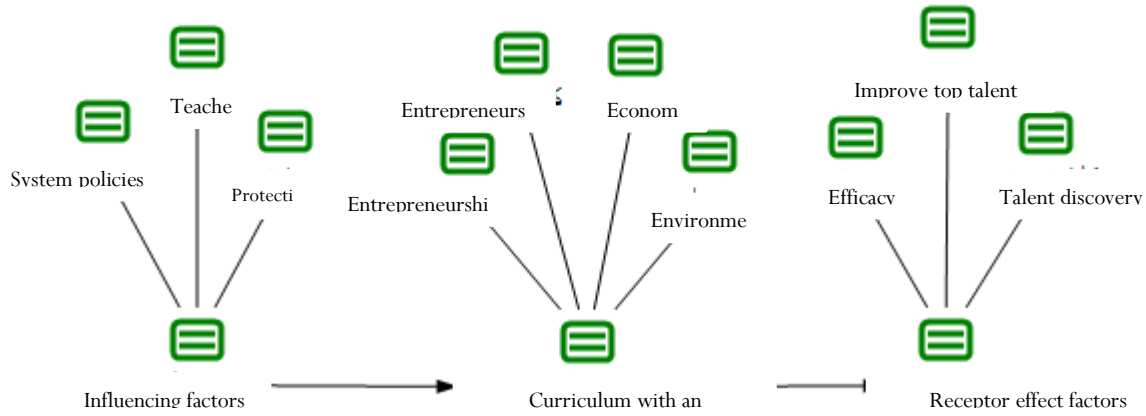 Teache
System policies
Protecti
Influencing factors
Entrepreneurs
Econom
Entrepreneurshi
Environme
Curriculum with an
Improve top talent
Efficacy
Talent discovery
Receptor effect factors